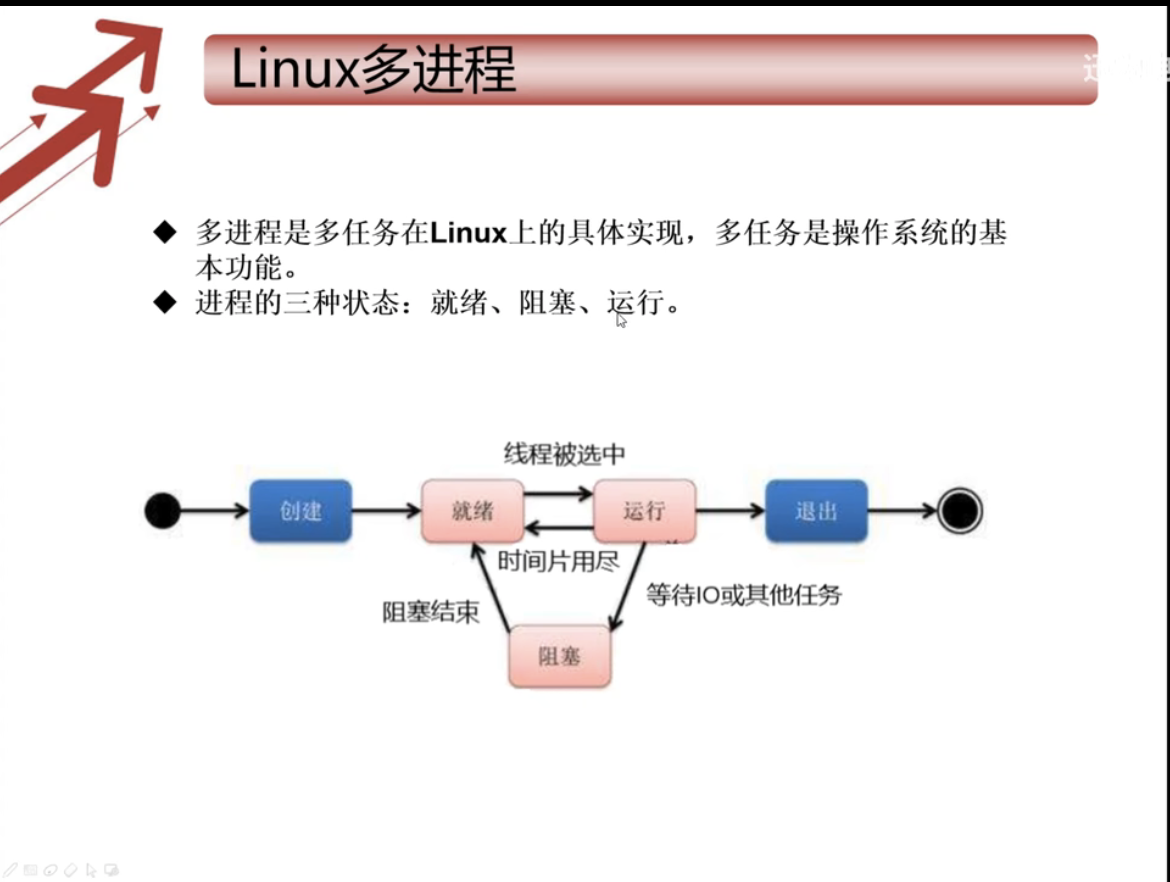 Linux多进程
多进程是多任务在Linux上的具体实现，多任务是操作系统的基
本功能。
进程的三种状态：就绪、阻塞、运行。
线程被选中
创建
就绪
运行
退出
时间片用尽
等待IO或其他任务
阻塞结束
阻塞